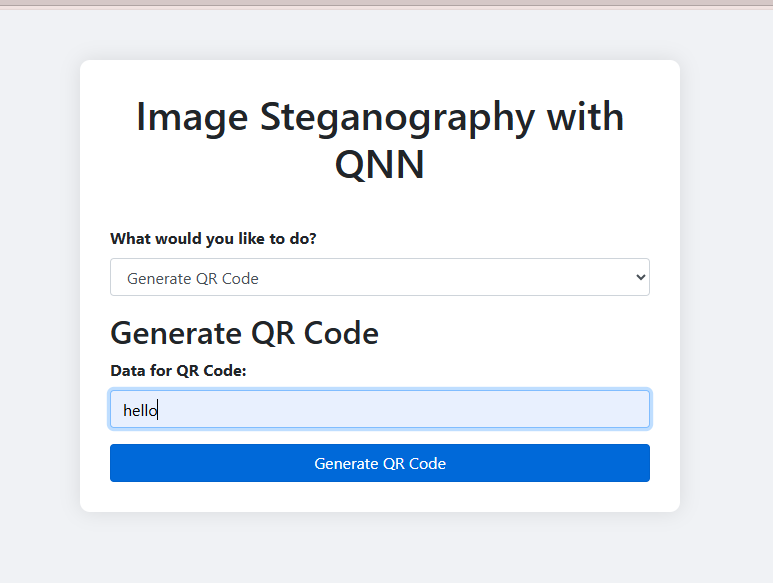 Image Steganography with
QNN
What would you like to do?
Generate QR Code
Generate QR Code
Data for QR Code:
hello
Generate QR Code